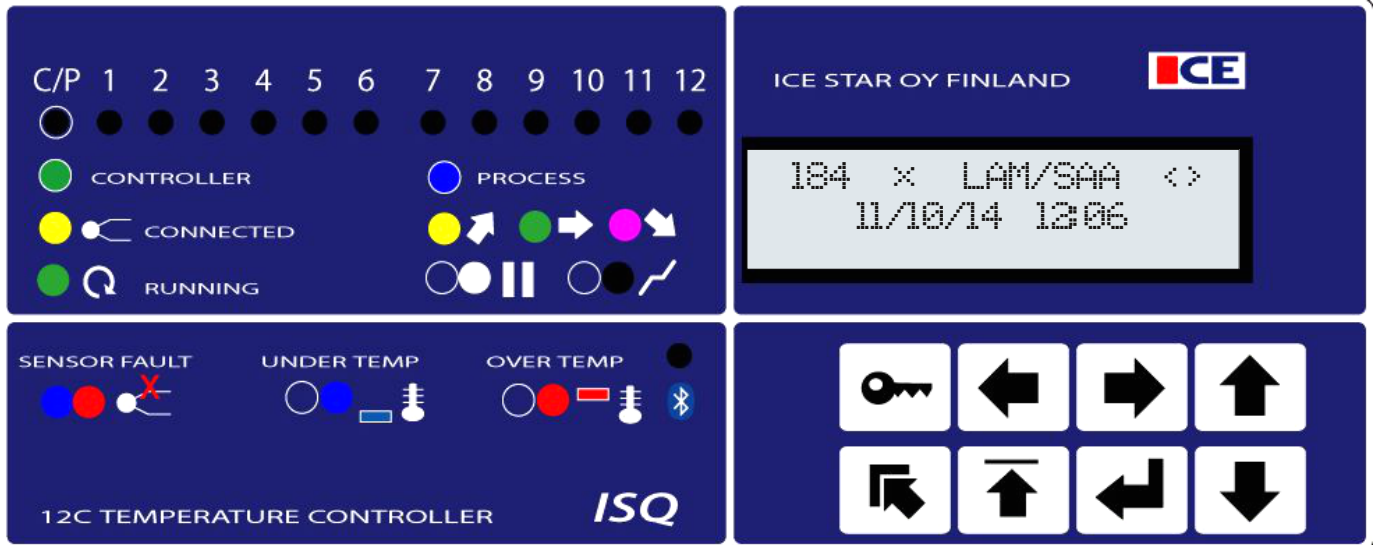 C/P 1 2 3 4 5 6 7 8 9 10 11 12
CONTROLLER
PROCESS
CONNECTED
RUNNING
ICE STAR OY FINLAND
ICE
184 x LAM/SAA <>
11/10/14 12:06
SENSOR FAULT
UNDER TEMP
OVER TEMP
12C TEMPERATURE CONTROLLER
ISQ